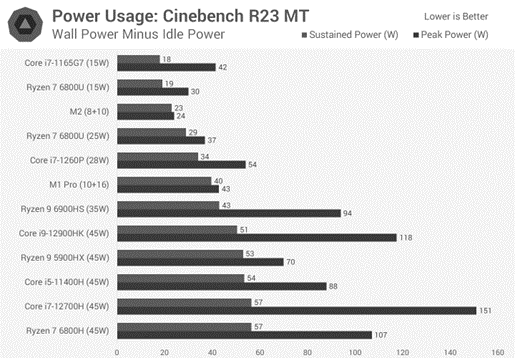 Power Usage: Cinebench R23 MT
Lower is Better
Wall Power Minus Idle Power
Sustained Power (W) Peak Power (W)
Core i7-1165G7 (15W) 18 42
Ryzen 7 6800U (15W) 19 30
M2 (8+10) 23 24
Ryzen 7 6800U (25W) 29 37
Core i7-1260P (28W) 34 54
M1 Pro (10+16) 40 43
Ryzen 9 6900HS (35W) 43 94
Core i9-12900HK (45W) 51 118
Ryzen 9 5900HX (45W) 53 70
Core i5-11400H (45W) 54 88
Core i7-12700H (45W) 57 151
Ryzen 7 6800H (45W) 57 107
0 20 40 60 80 100 120 140 160